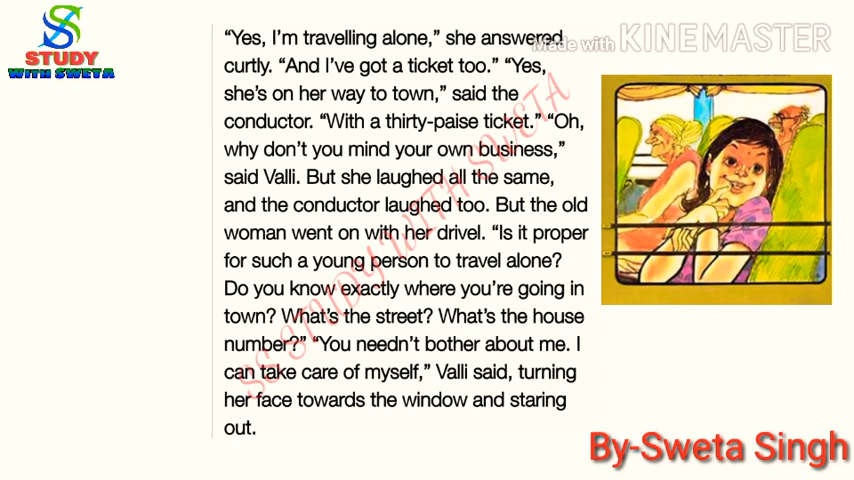 STUDY
WITH SWETA
Made with KINEMASTER
“Yes, I’m travelling alone,” she answered
curtly. “And I’ve got a ticket too.” “Yes,
she’s on her way to town,” said the
conductor. “With a thirty-paise ticket.” “Oh,
why don’t you mind your own business,”
said Valli. But she laughed all the same,
and the conductor laughed too. But the old
woman went on with her drivel. “Is it proper
for such a young person to travel alone?
Do you know exactly where you’re going in
town? What’s the street? What’s the house
number?” “You needn’t bother about me. I
can take care of myself,” Valli said, turning
her face towards the window and staring
out.
SS STUDY WITH SWETA
By-Sweta Singh